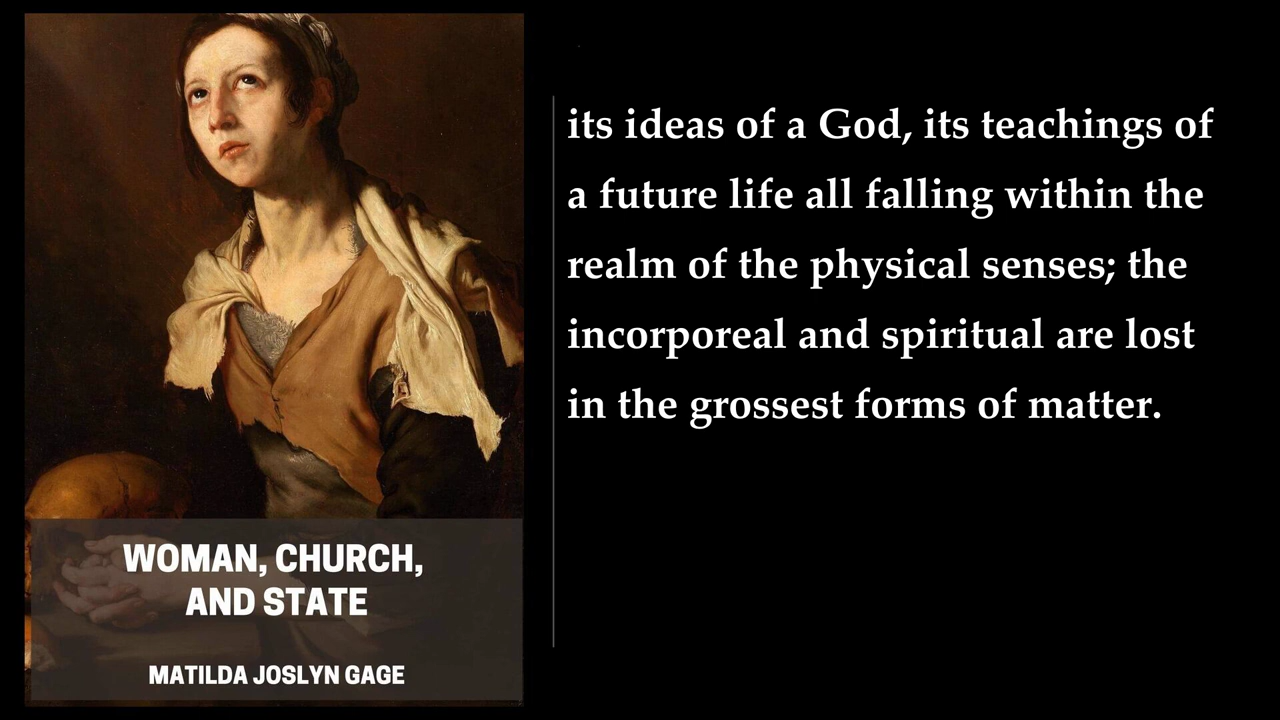 its ideas of a God, its teachings of
a future life all falling within the
realm of the physical senses; the
incorporeal and spiritual are lost
in the grossest forms of matter.
WOMAN, CHURCH,
AND STATE
MATILDA JOSLYN GAGE